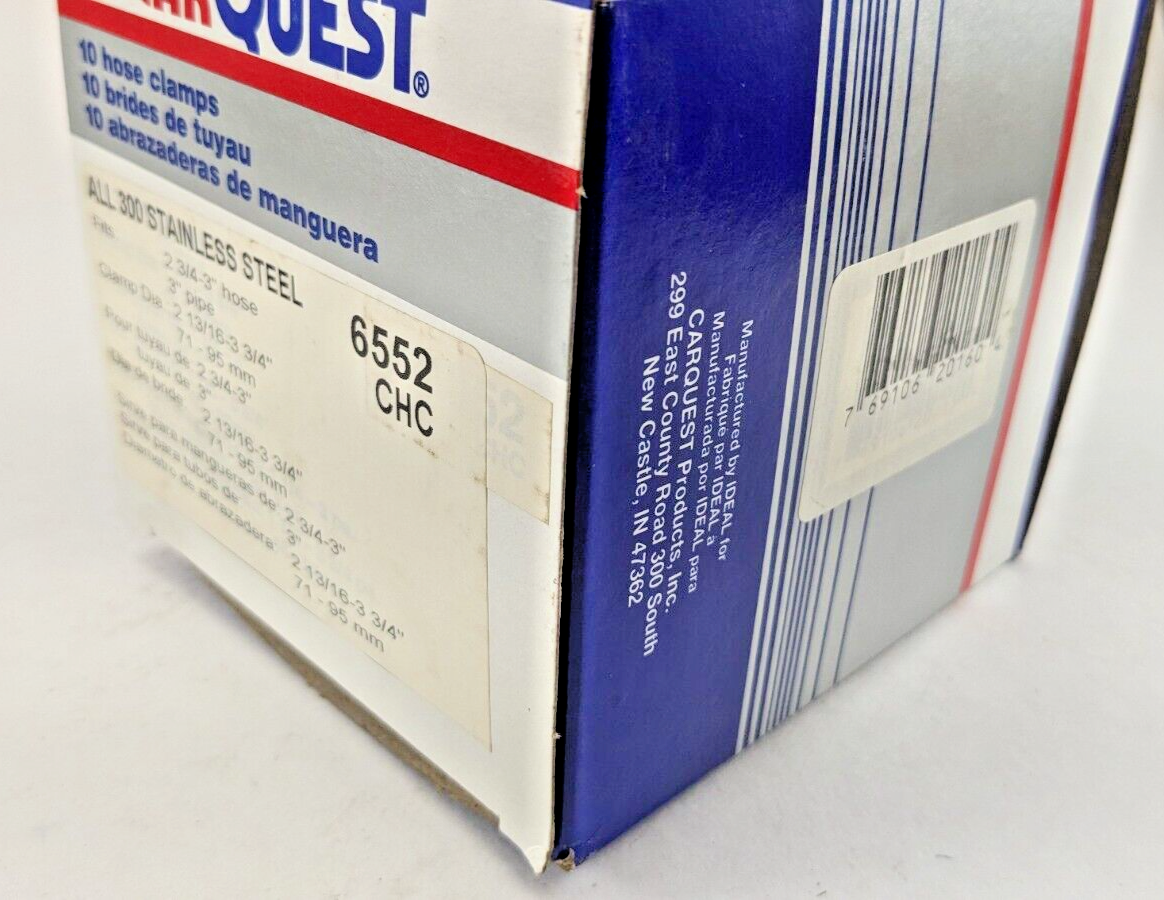 CARQUEST®
10 hose clamps
10 brides de tuyau
10 abrazaderas de manguera
ALL 300 STAINLESS STEEL
Fits 2 3/4-3" hose
3" pipe
Clamp Dia 2 13/16-3 3/4"
71 - 95 mm
Pour tuyau de 2 3/4-3"
tuyau de 3"
Dia de bride 2 13/16-3 3/4"
71 - 95 mm
Sirve para mangueras de 2 3/4-3"
Sirve para tubos de 3"
Diametro de abrazadera 2 13/16-3 3/4"
71 - 95 mm
6552
CHC
52
HC
Manufactured by IDEAL for
Fabriqué par IDEAL à
Manufacturada por IDEAL para
CARQUEST Products, Inc.
299 East County Road 300 South
New Castle, IN 47362
7 69106 20160 4